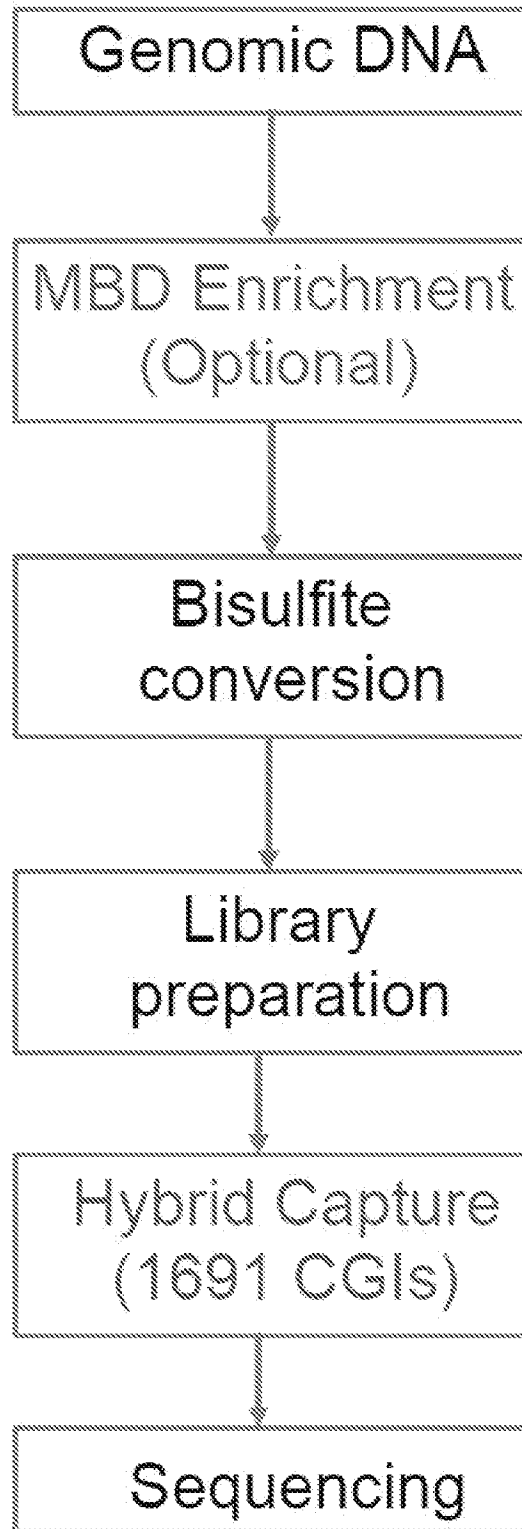 Genomic DNA
MBD Enrichment
(Optional)
Bisulfite
conversion
Library
preparation
Hybrid Capture
(1691 CGIs)
Sequencing